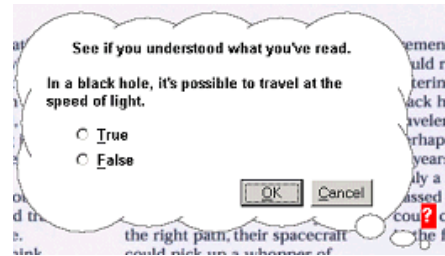 See if you understood what you've read.
In a black hole, it's possible to travel at the
speed of light.
True
False
OK
Cancel
?
the right path, their spacecraft
could pick up a whopper of